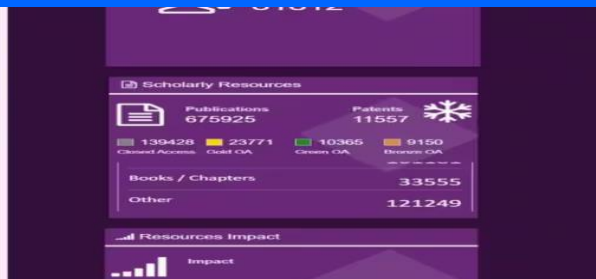 Scholarly Resources
Publications
675925
Patents
11557
139428 23771 10365 9150
Closed Access Gold OA Green OA Bronze OA
Books / Chapters 33555
Other 121249
Resources Impact
Impact